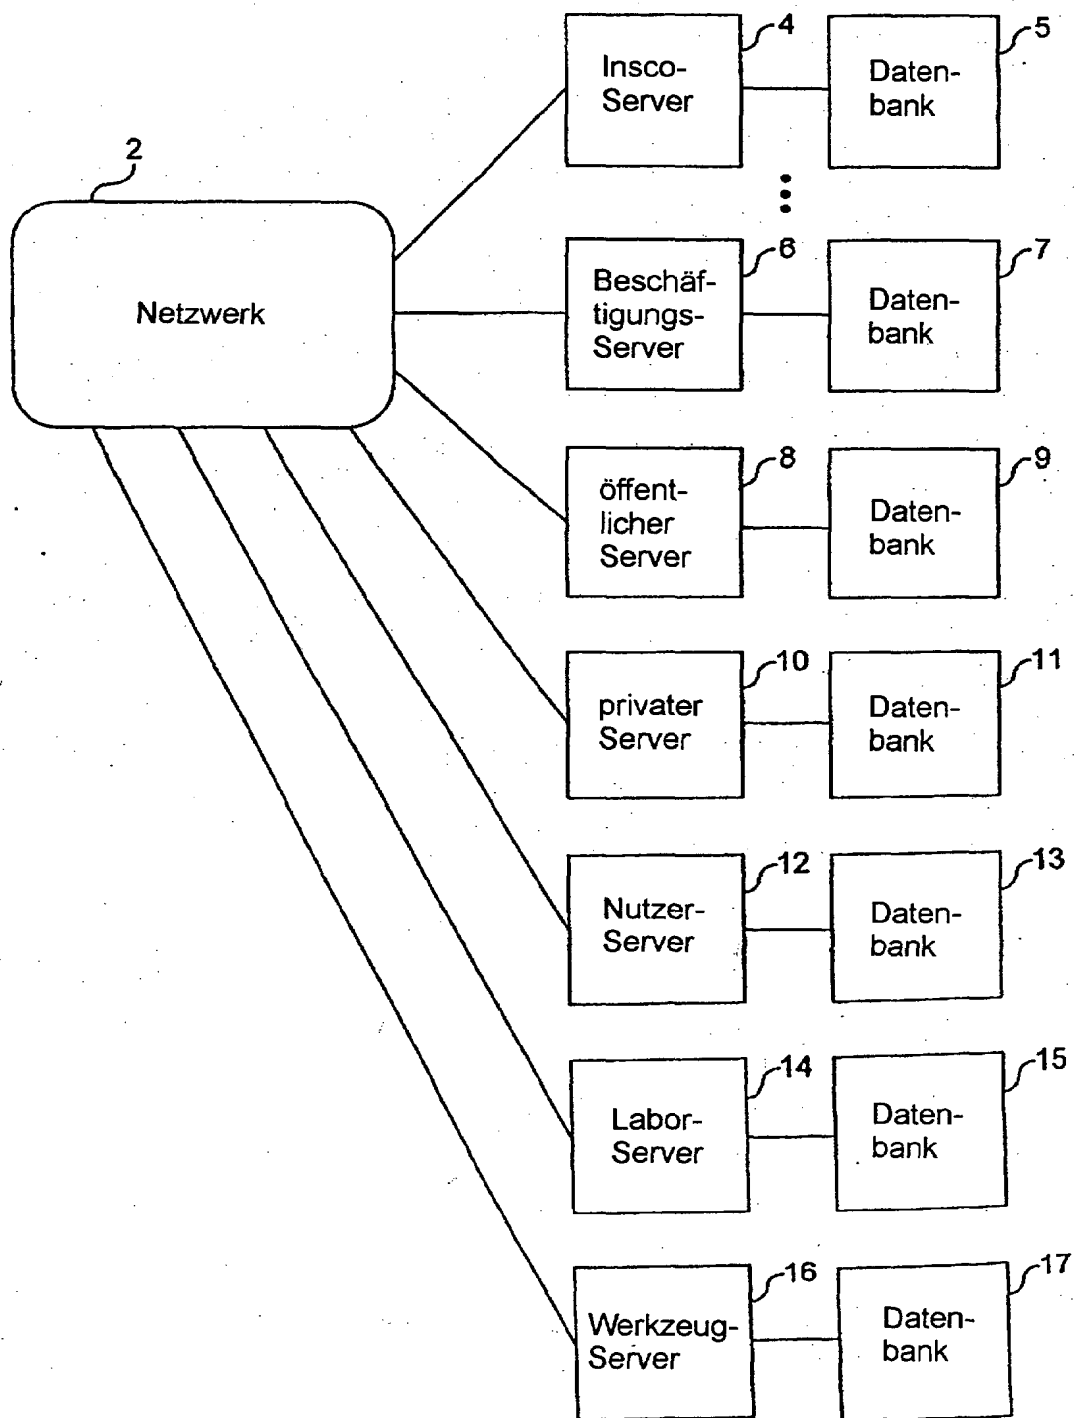 4
5
Insco-
Server
Daten-
bank
2
Netzwerk
6
7
Beschäf-
tigungs-
Server
Daten-
bank
8
9
öffent-
licher
Server
Daten-
bank
10
11
privater
Server
Daten-
bank
12
13
Nutzer-
Server
Daten-
bank
14
15
Labor-
Server
Daten-
bank
16
17
Werkzeug-
Server
Daten-
bank